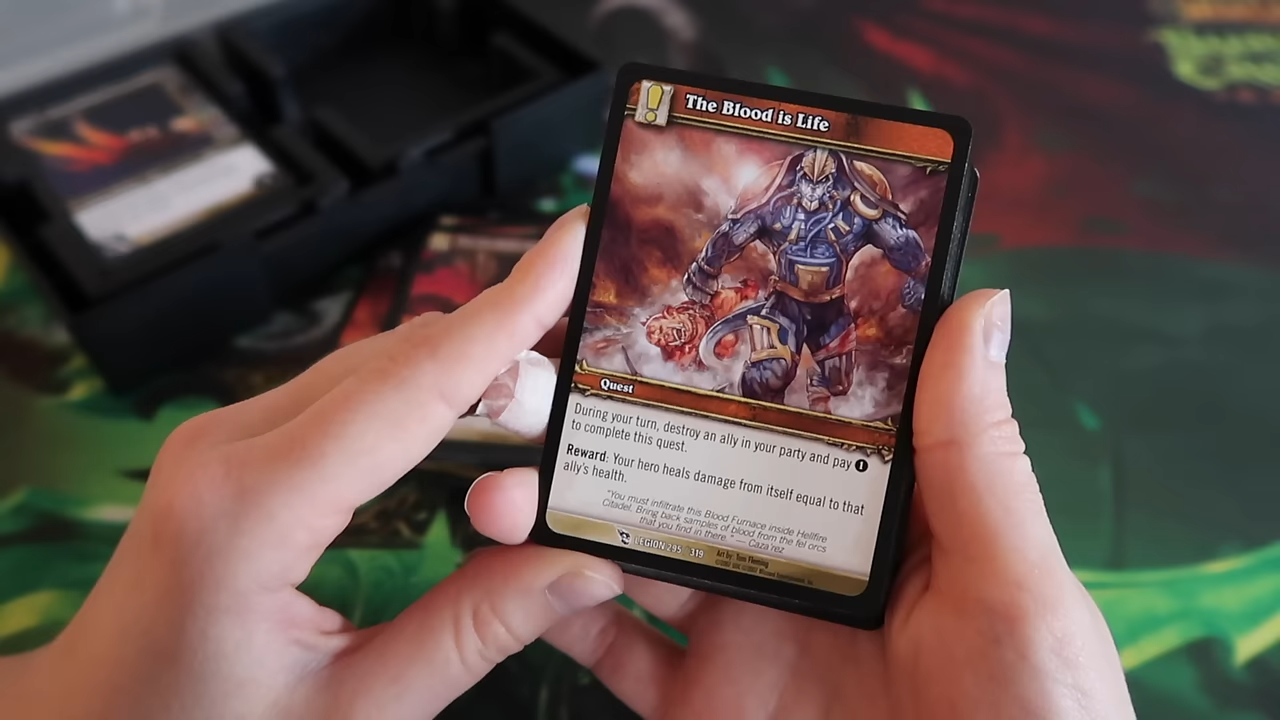 The Blood is Life
Quest
During your turn, destroy an ally in your party and pay 1
to complete this quest.
Reward: Your hero heals damage from itself equal to that
ally's health.
"You must infiltrate this Blood Furnace inside Hellfire
Citadel. Bring back samples of blood from the fel orcs
that you find in there." — Caza'rez
LEGION 295 319
Art by: Tom Fleming